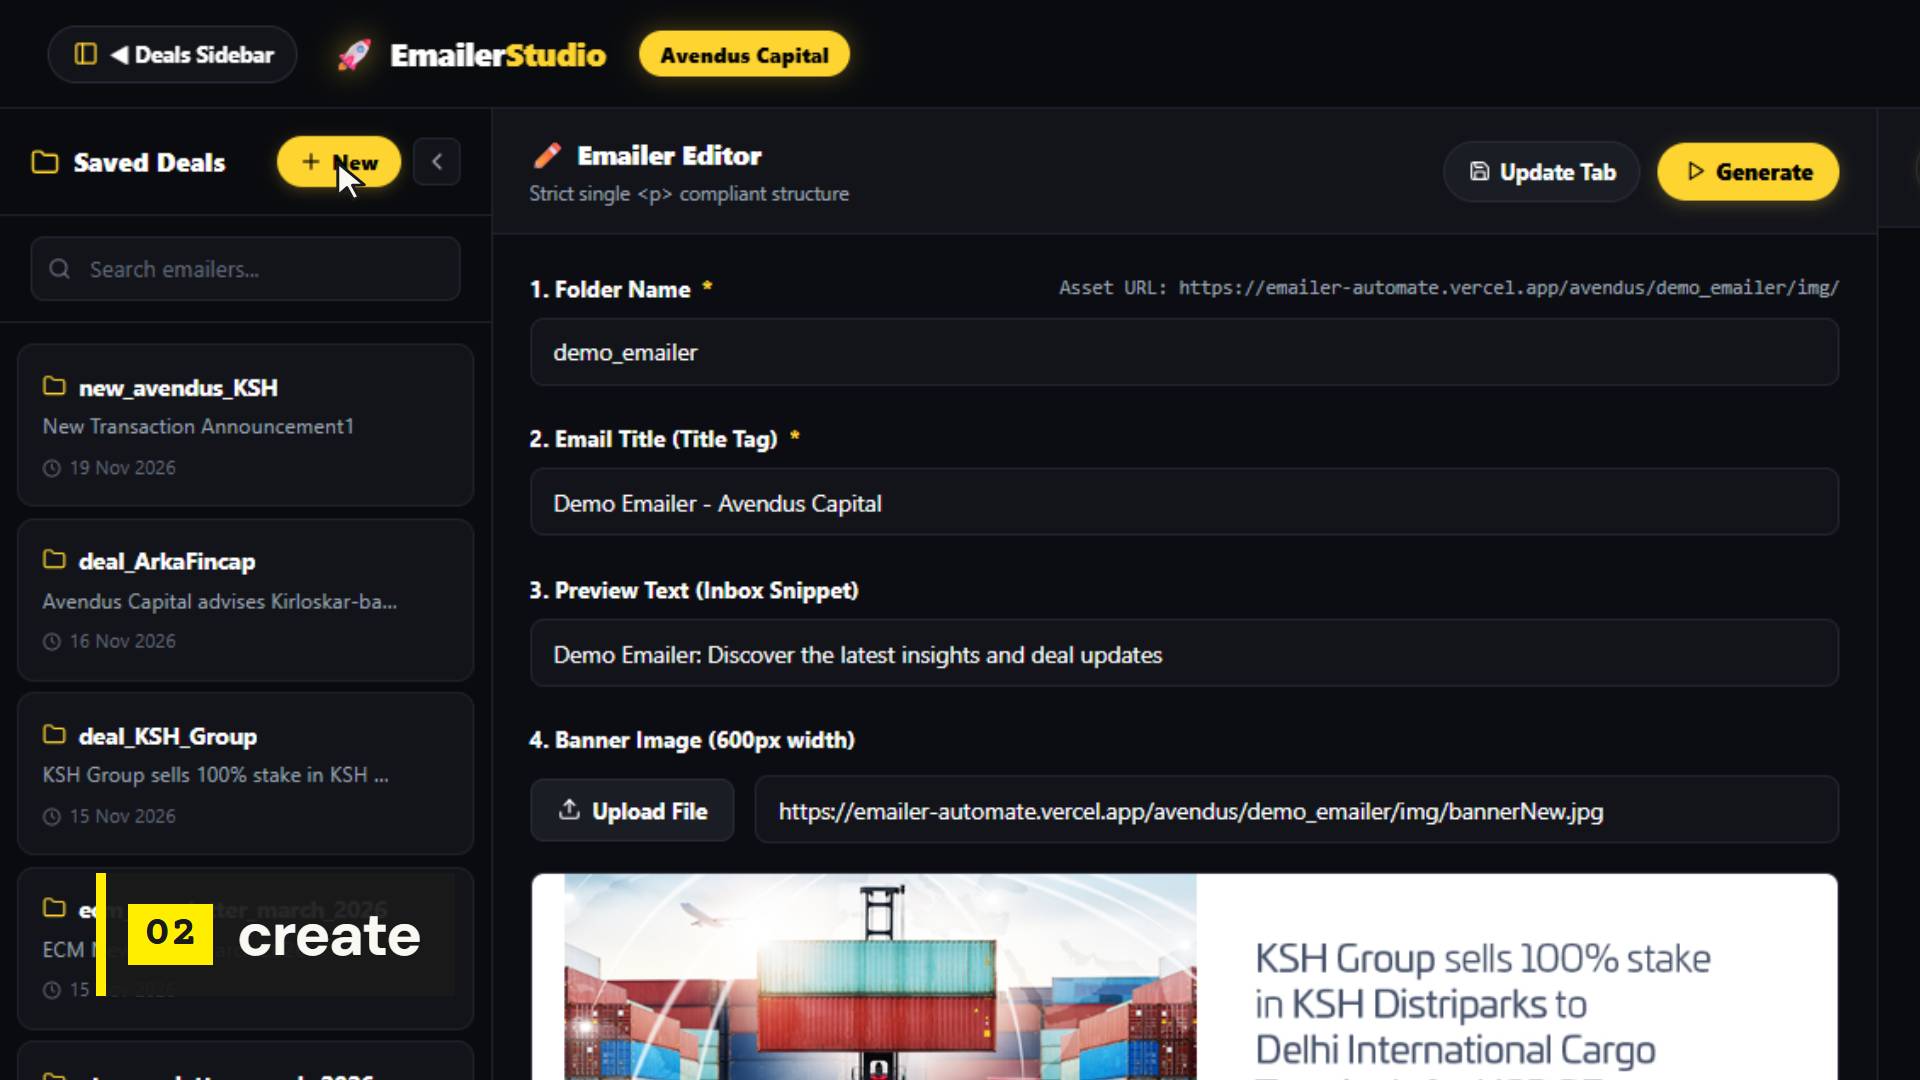 ◀ Deals Sidebar
EmailerStudio
Avendus Capital
Saved Deals
+ New
Search emailers...
new_avendus_KSH
New Transaction Announcement1
19 Nov 2026
deal_ArkaFincap
Avendus Capital advises Kirloskar-ba...
16 Nov 2026
deal_KSH_Group
KSH Group sells 100% stake in KSH ...
15 Nov 2026
ECM
15
02 create
Emailer Editor
Strict single <p> compliant structure
Update Tab
Generate
1. Folder Name *
Asset URL: https://emailer-automate.vercel.app/avendus/demo_emailer/img/
demo_emailer
2. Email Title (Title Tag) *
Demo Emailer - Avendus Capital
3. Preview Text (Inbox Snippet)
Demo Emailer: Discover the latest insights and deal updates
4. Banner Image (600px width)
Upload File
https://emailer-automate.vercel.app/avendus/demo_emailer/img/bannerNew.jpg
KSH Group sells 100% stake
in KSH Distriparks to
Delhi International Cargo